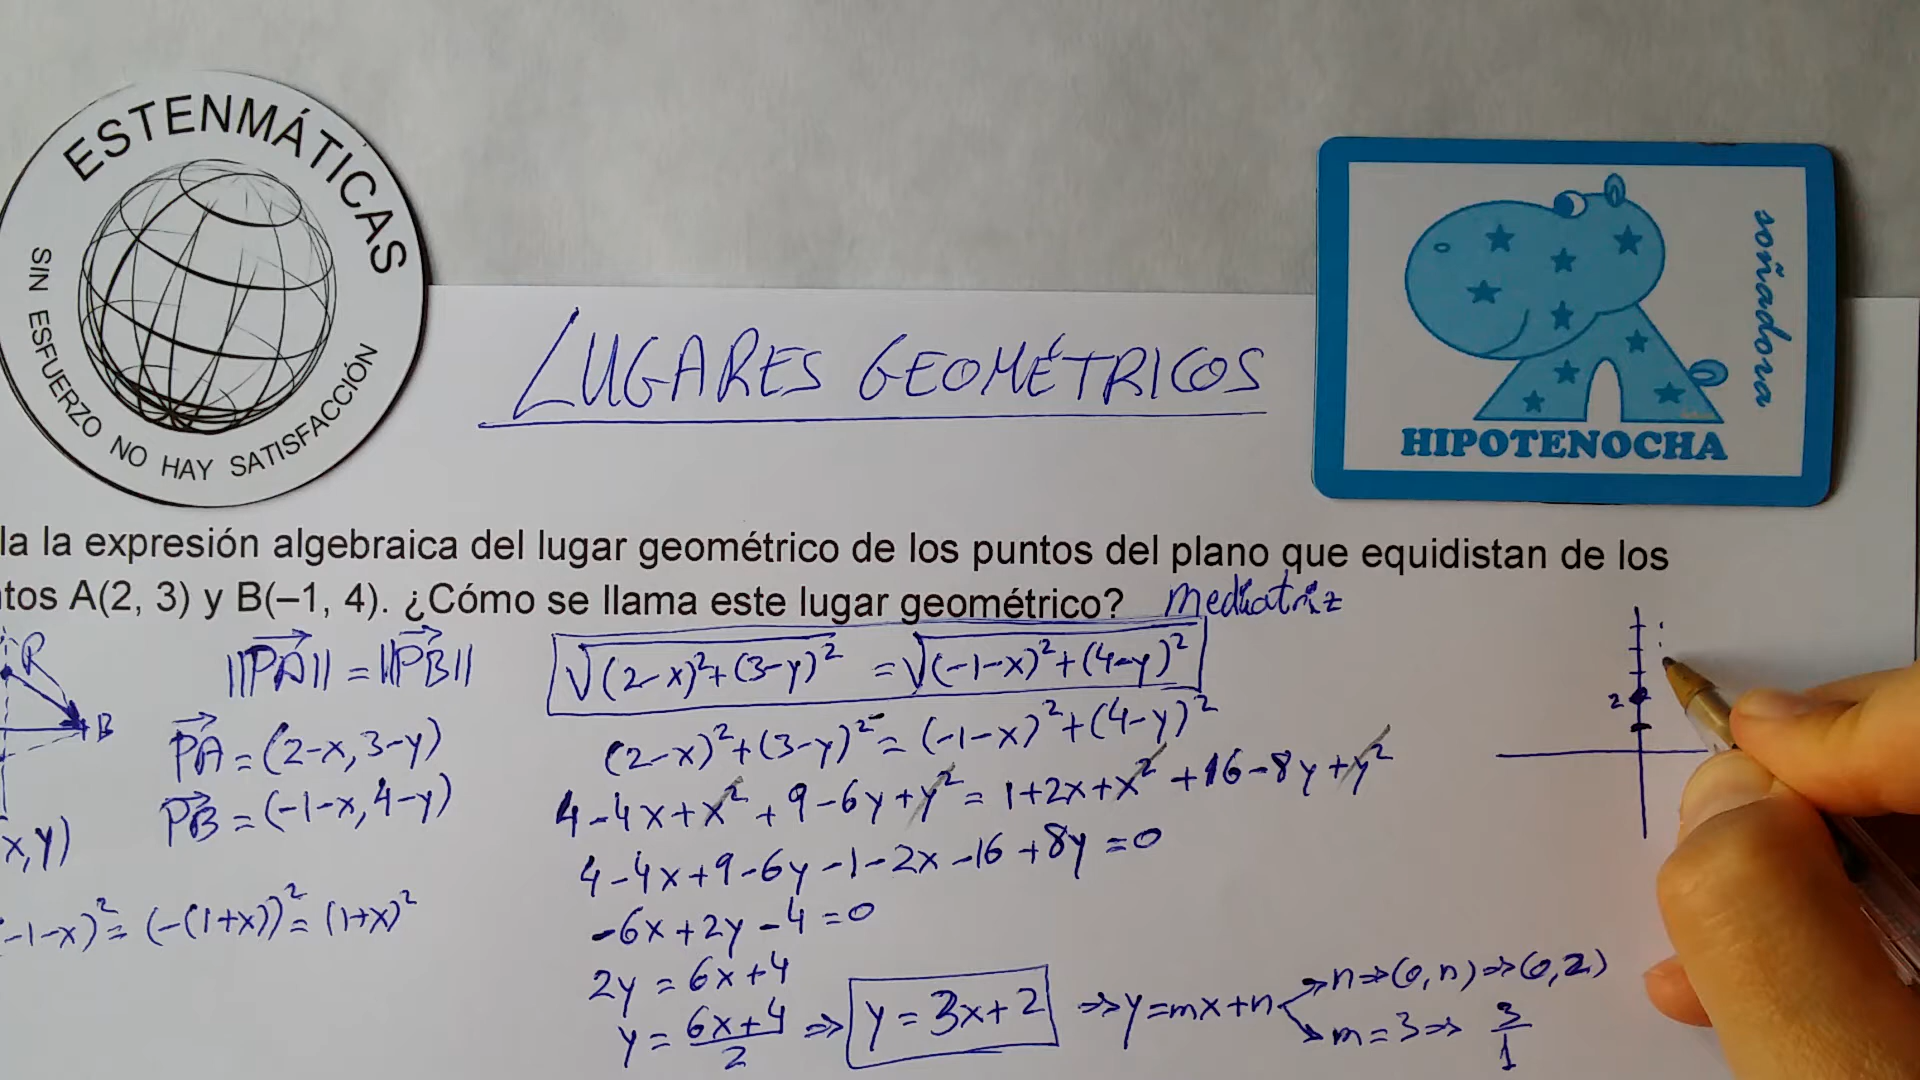 ESTENMÁTICAS
SIN ESFUERZO NO HAY SATISFACCIÓN
LUGARES GEOMÉTRICOS
soñadora
HIPOTENOCHA
la la expresión algebraica del lugar geométrico de los puntos del plano que equidistan de los
tos A(2, 3) y B(–1, 4). ¿Cómo se llama este lugar geométrico? Mediatriz
R
B
x,y)
||PA|| = ||PB||
PA = (2-x, 3-y)
PB = (-1-x, 4-y)
-1-x)² = (-(1+x))² = (1+x)²
√(2-x)²+(3-y)² = √(-1-x)²+(4-y)²
(2-x)²+(3-y)² = (-1-x)²+(4-y)²
4-4x+x²+9-6y+y² = 1+2x+x²+16-8y+y²
4-4x+9-6y-1-2x-16+8y=0
-6x+2y-4=0
2y = 6x+4
y = 6x+4/2 ⇒ y = 3x+2 ⇒ y=mx+n
n⇒(0,n)⇒(0,2)
m=3⇒ 3/1
2